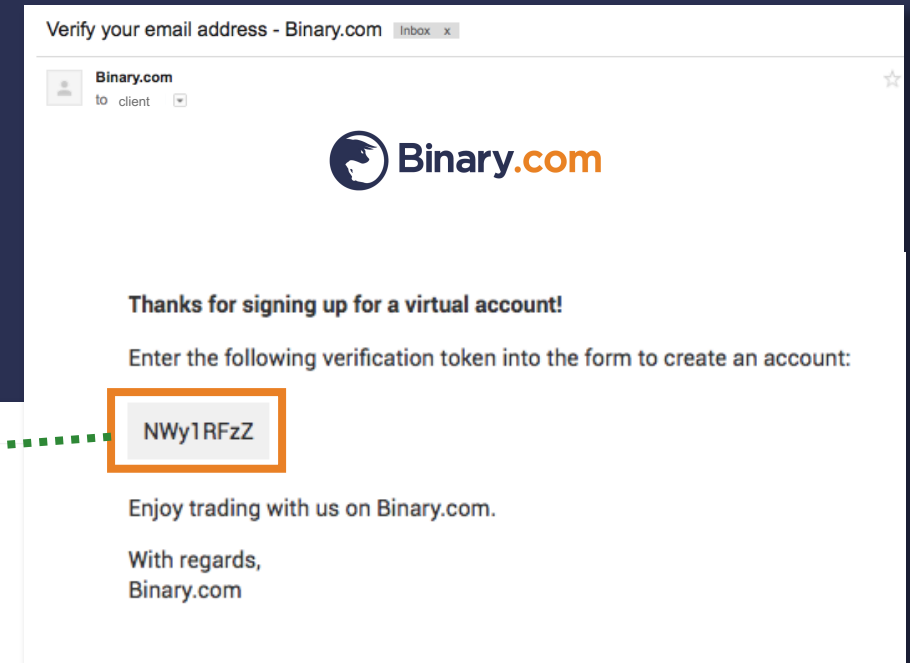 Verify your email address - Binary.com Inbox x
Binary.com
to client
Binary.com
Thanks for signing up for a virtual account!
Enter the following verification token into the form to create an account:
NWy1RFzZ
Enjoy trading with us on Binary.com.
With regards,
Binary.com